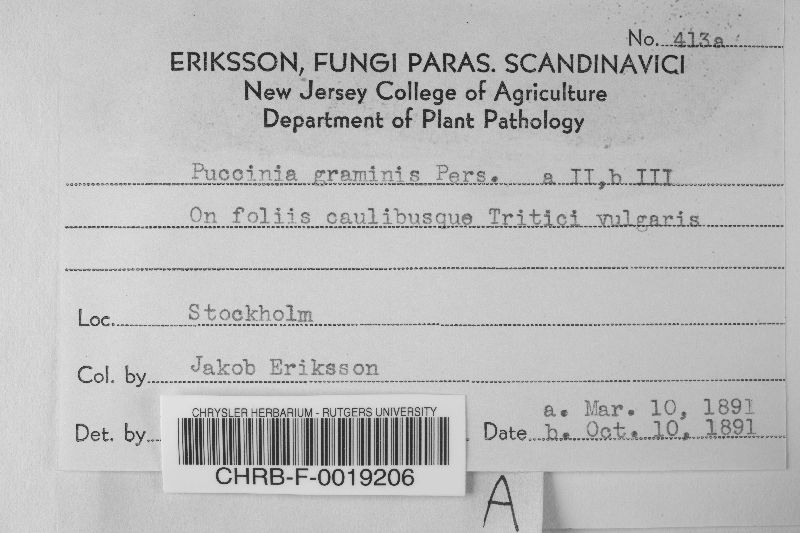 No. 413a
ERIKSSON, FUNGI PARAS. SCANDINAVICI
New Jersey College of Agriculture
Department of Plant Pathology
Puccinia graminis Pers. a II,b III
On foliis caulibusque Tritici vulgaris
Loc. Stockholm
Col. by Jakob Eriksson
a. Mar. 10, 1891
Det. by Date b. Oct. 10, 1891
CHRYSLER HERBARIUM - RUTGERS UNIVERSITY
CHRB-F-0019206
A